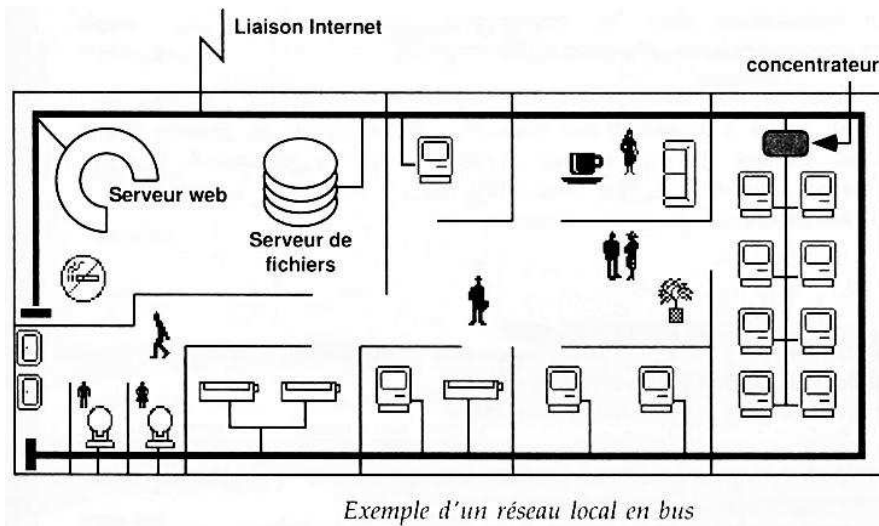 Liaison Internet
concentrateur
Serveur web
Serveur de
fichiers
Exemple d'un réseau local en bus